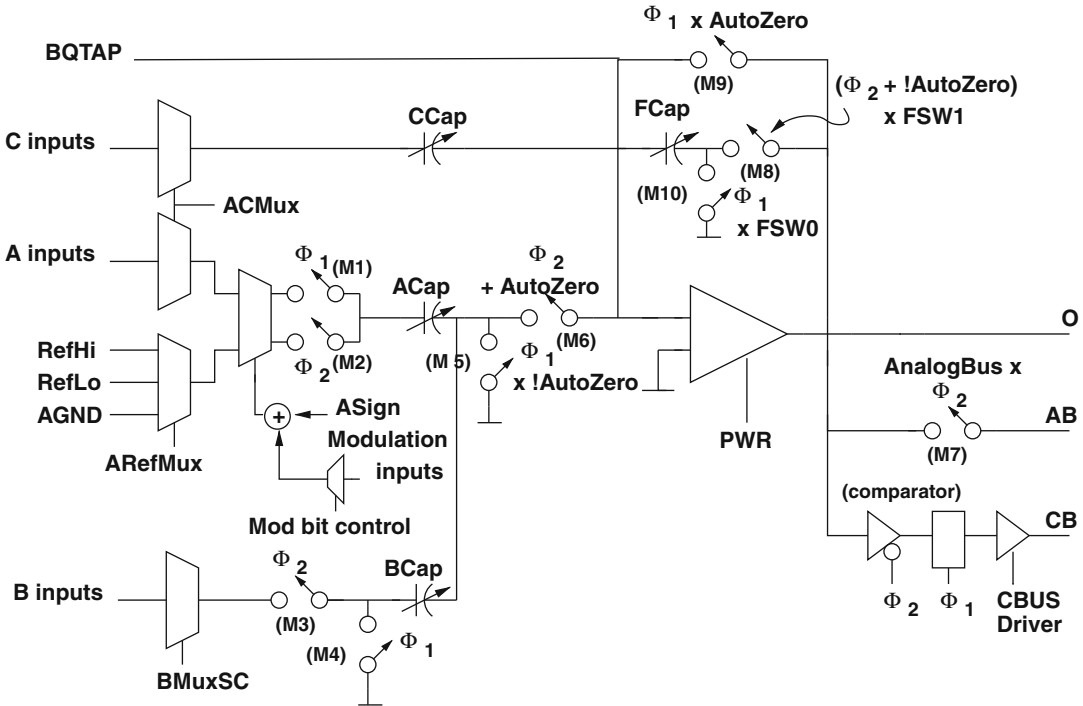 Φ 1 x AutoZero
BQTAP
(M9)
(Φ 2 + !AutoZero)
x FSW1
CCap
FCap
C inputs
(M8)
(M10)
Φ 1
x FSW0
ACMux
A inputs
Φ 1
(M1)
ACap
Φ 2
+ AutoZero
(M6)
(M 5)
Φ 1
x !AutoZero
O
RefHi
RefLo
AGND
Φ 2
(M2)
AnalogBus x
Φ 2
AB
(M7)
ASign
+
Modulation
inputs
PWR
ARefMux
Mod bit control
(comparator)
CB
Φ 2
BCap
B inputs
(M3)
(M4)
Φ 1
Φ 2
Φ 1
CBUS
Driver
BMuxSC